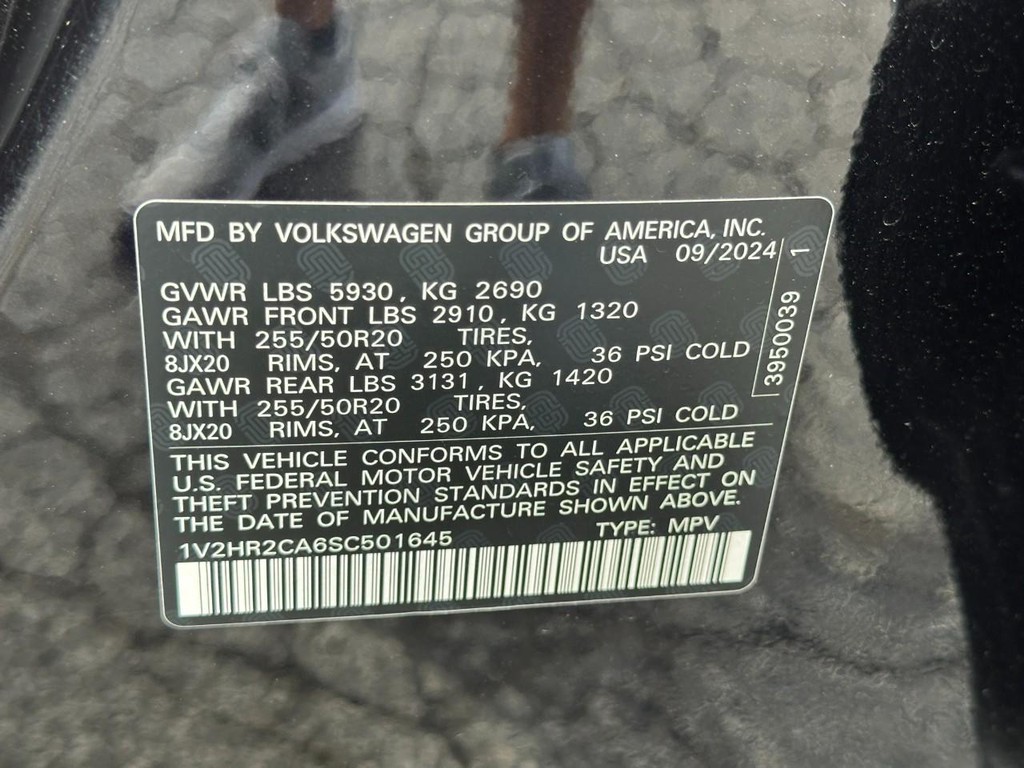 MFD BY VOLKSWAGEN GROUP OF AMERICA, INC.
USA 09/2024
GVWR LBS 5930, KG 2690
GAWR FRONT LBS 2910, KG 1320
WITH 255/50R20 TIRES,
8JX20 RIMS, AT 250 KPA, 36 PSI COLD
GAWR REAR LBS 3131, KG 1420
WITH 255/50R20 TIRES,
8JX20 RIMS, AT 250 KPA, 36 PSI COLD
3950039 1
THIS VEHICLE CONFORMS TO ALL APPLICABLE
U.S. FEDERAL MOTOR VEHICLE SAFETY AND
THEFT PREVENTION STANDARDS IN EFFECT ON
THE DATE OF MANUFACTURE SHOWN ABOVE.
1V2HR2CA6SC501645 TYPE: MPV